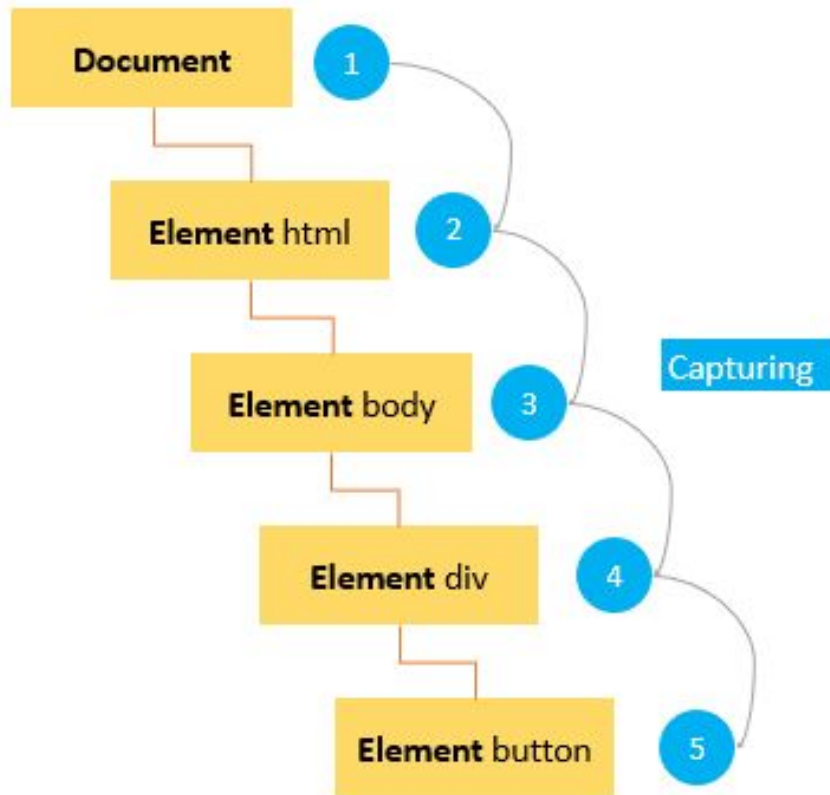 Document
1
Element html
2
Element body
3
Capturing
Element div
4
Element button
5